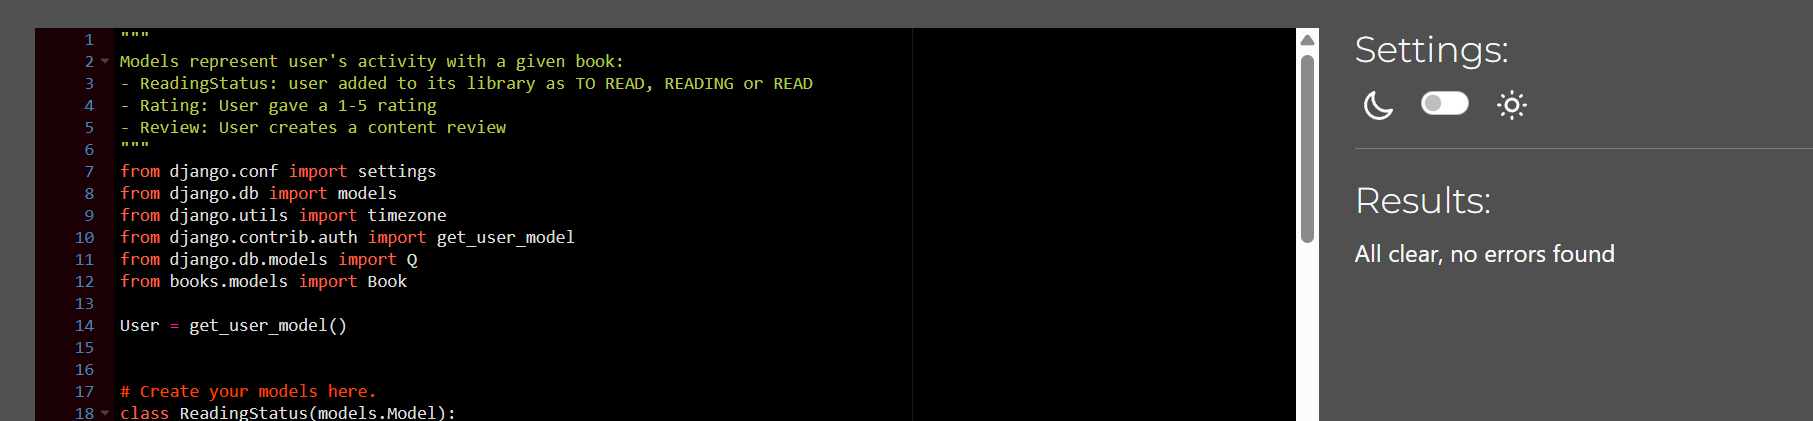 1 """
2 Models represent user's activity with a given book:
3 - ReadingStatus: user added to its library as TO READ, READING or READ
4 - Rating: User gave a 1-5 rating
5 - Review: User creates a content review
6 """
7 from django.conf import settings
8 from django.db import models
9 from django.utils import timezone
10 from django.contrib.auth import get_user_model
11 from django.db.models import Q
12 from books.models import Book
13
14 User = get_user_model()
15
16
17 # Create your models here.
18 class ReadingStatus(models.Model):
Settings:
Results:
All clear, no errors found